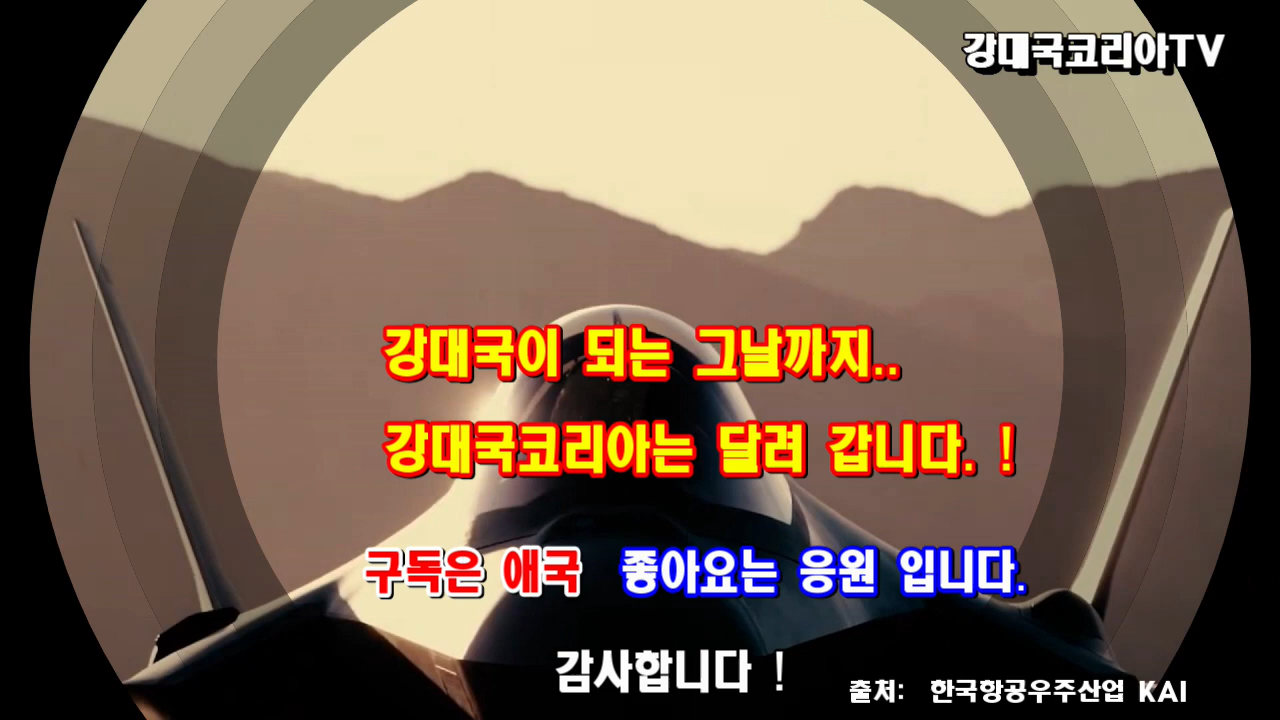 강대국코리아TV
강대국이 되는 그날까지..
강대국코리아는 달려 갑니다. !
구독은 애국 좋아요는 응원 입니다.
감사합니다 !
출처: 한국항공우주산업 KAI